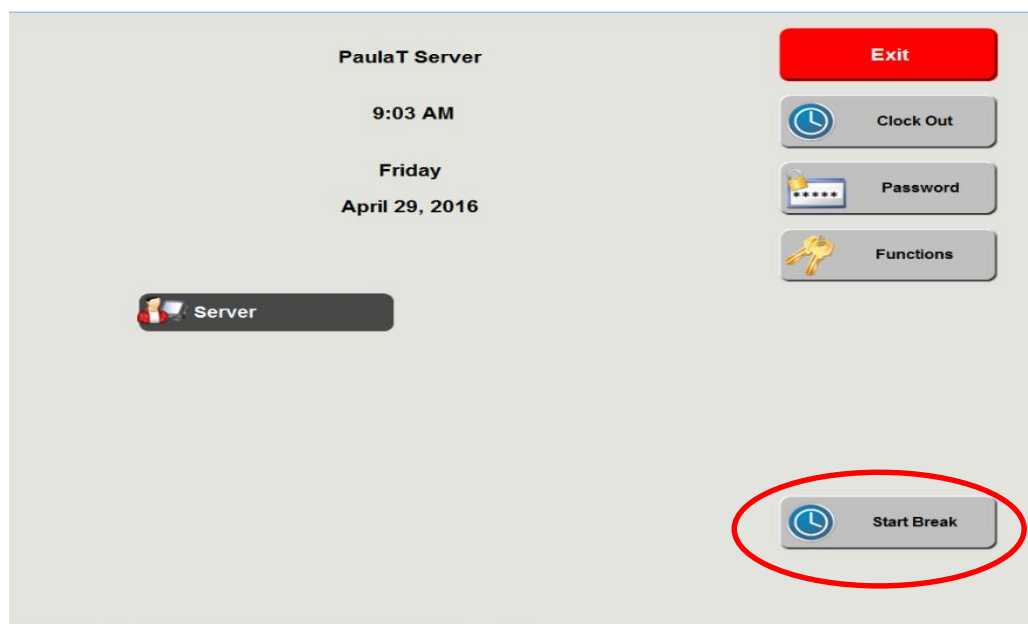 PaulaT Server
9:03 AM
Friday
April 29, 2016
Server
Exit
Clock Out
*****
Password
Functions
Start Break